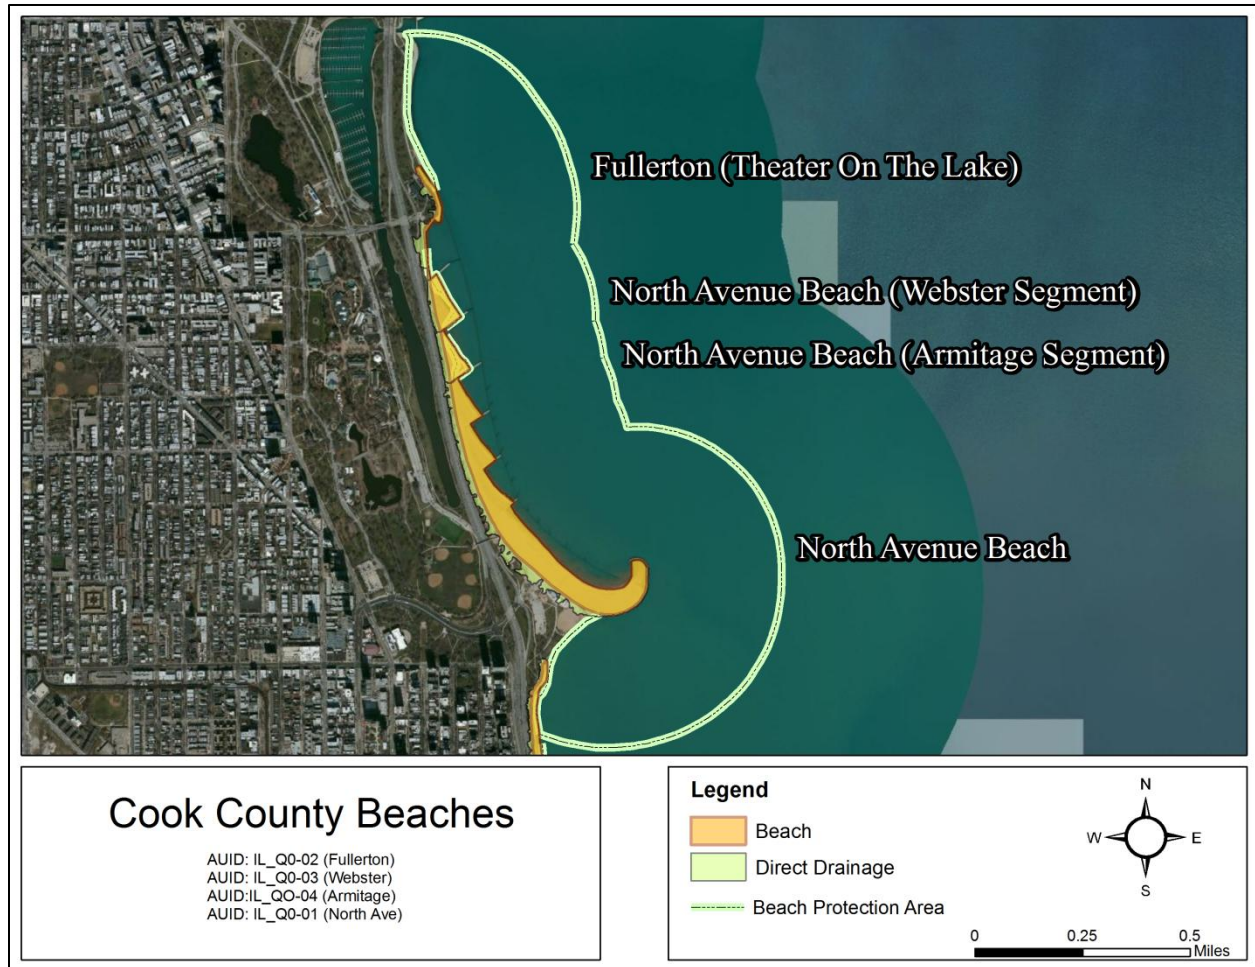 Fullerton (Theater On The Lake)
North Avenue Beach (Webster Segment)
North Avenue Beach (Armitage Segment)
North Avenue Beach
Cook County Beaches
AUID: IL_Q0-02 (Fullerton)
AUID: IL_Q0-03 (Webster)
AUID:IL_QO-04 (Armitage)
AUID: IL_Q0-01 (North Ave)
Legend
Beach
Direct Drainage
Beach Protection Area
N
W E
S
0 0.25 0.5
Miles